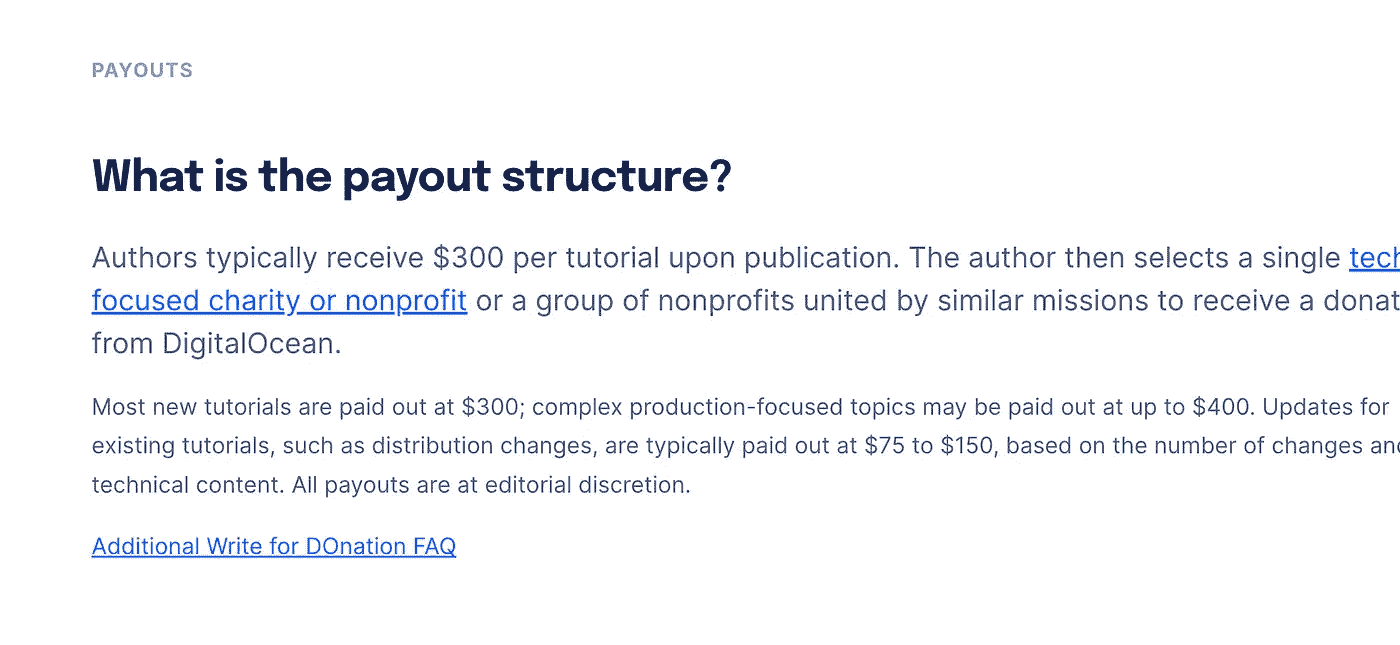 PAYOUTS
What is the payout structure?
Authors typically receive $300 per tutorial upon publication. The author then selects a single tech
focused charity or nonprofit or a group of nonprofits united by similar missions to receive a donat
from DigitalOcean.
Most new tutorials are paid out at $300; complex production-focused topics may be paid out at up to $400. Updates for
existing tutorials, such as distribution changes, are typically paid out at $75 to $150, based on the number of changes and
technical content. All payouts are at editorial discretion.
Additional Write for DOnation FAQ